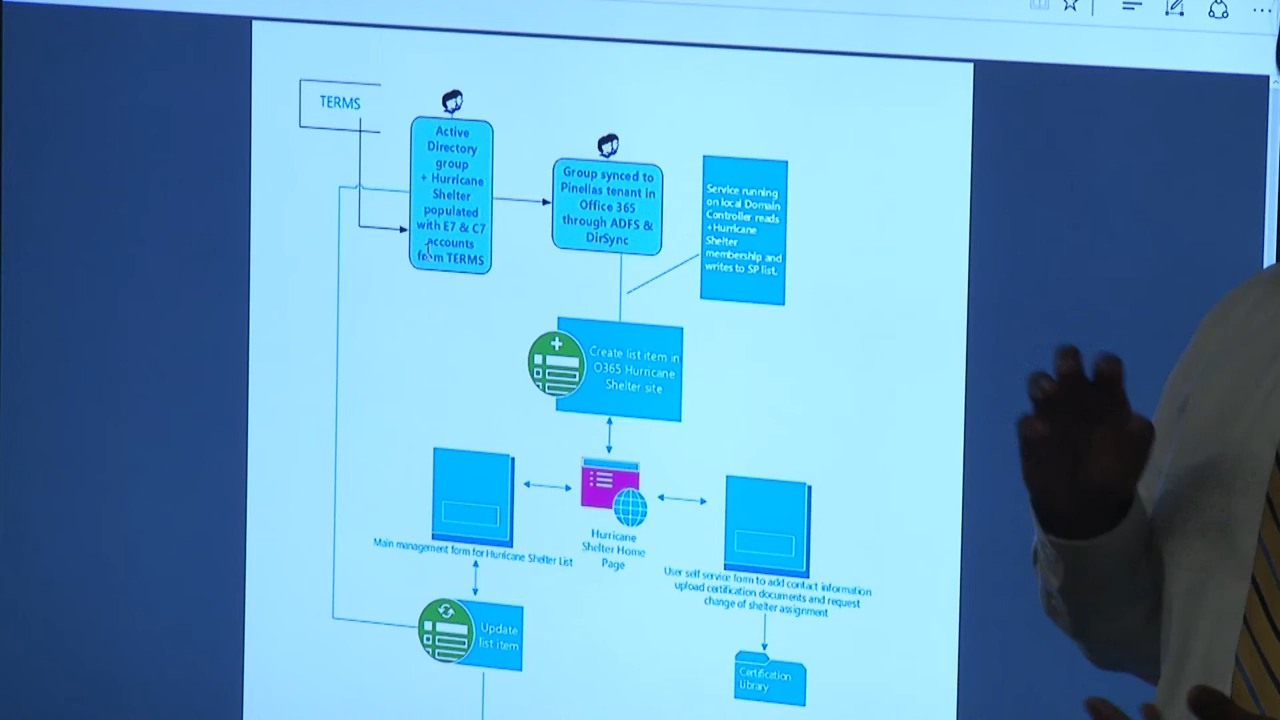 TERMS
Active
Directory
group
+ Hurricane
Shelter
populated
with E7 & C7
accounts
from TERMS
Group synced to
Pinellas tenant in
Office 365
through ADFS &
DirSync
Service running
on local Domain
Controller reads
+Hurricane
Shelter
membership and
writes to SP list.
Create list item in
O365 Hurricane
Shelter site
Hurricane
Shelter Home
Page
Main management form for Hurricane Shelter List
User self service form to add contact information
upload certification documents and request
change of shelter assignment
Update
list item
Certification
Library